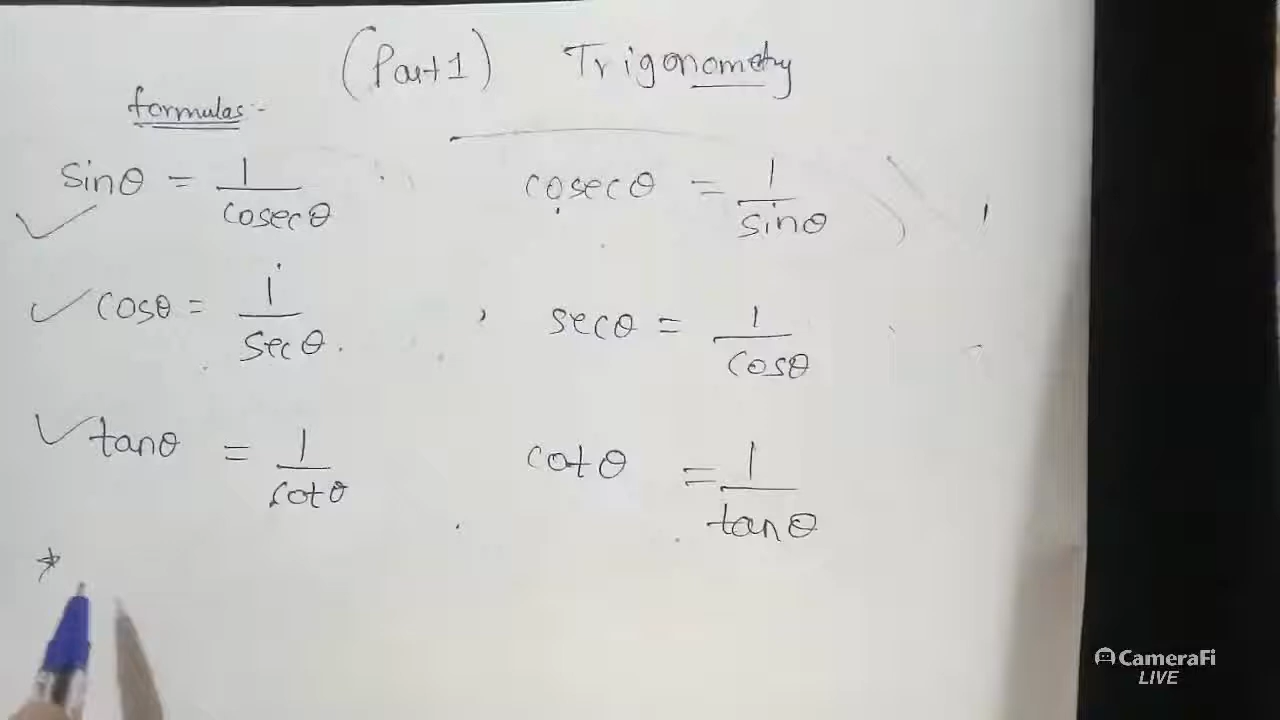 (Part 1) Trigonometry
formulas:-
sinθ = 1/cosecθ cosecθ = 1/sinθ
cosθ = 1/secθ. , secθ = 1/cosθ
tanθ = 1/cotθ cotθ = 1/tanθ
*
CameraFi
LIVE